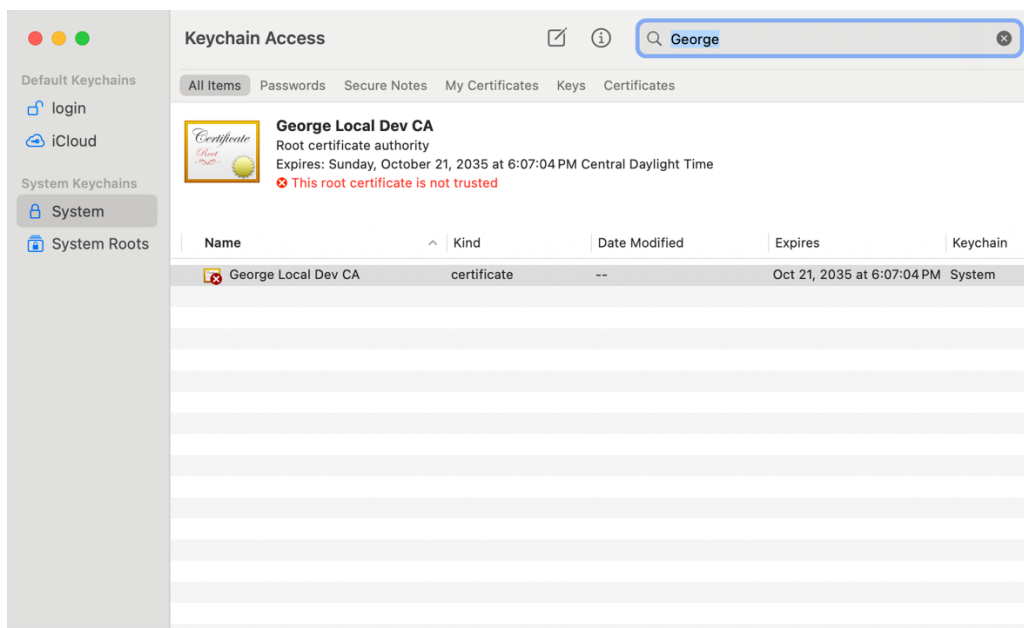 Keychain Access
George
Default Keychains
login
iCloud
System Keychains
System
System Roots
All Items Passwords Secure Notes My Certificates Keys Certificates
Certificate
Root
George Local Dev CA
Root certificate authority
Expires: Sunday, October 21, 2035 at 6:07:04 PM Central Daylight Time
This root certificate is not trusted
Name Kind Date Modified Expires Keychain
George Local Dev CA certificate -- Oct 21, 2035 at 6:07:04 PM System